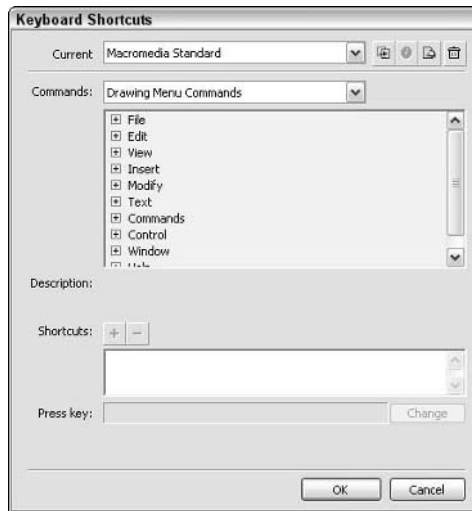 Keyboard Shortcuts
Current Macromedia Standard
Commands: Drawing Menu Commands
File
Edit
View
Insert
Modify
Text
Commands
Control
Window
Description:
Shortcuts:
Press key: Change
OK Cancel